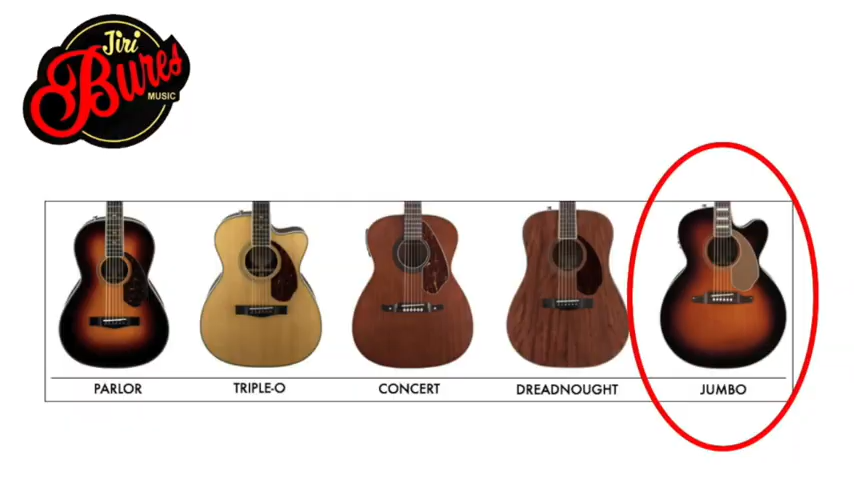 Jiri
Bures
MUSIC
PARLOR
TRIPLE-O
CONCERT
DREADNOUGHT
JUMBO